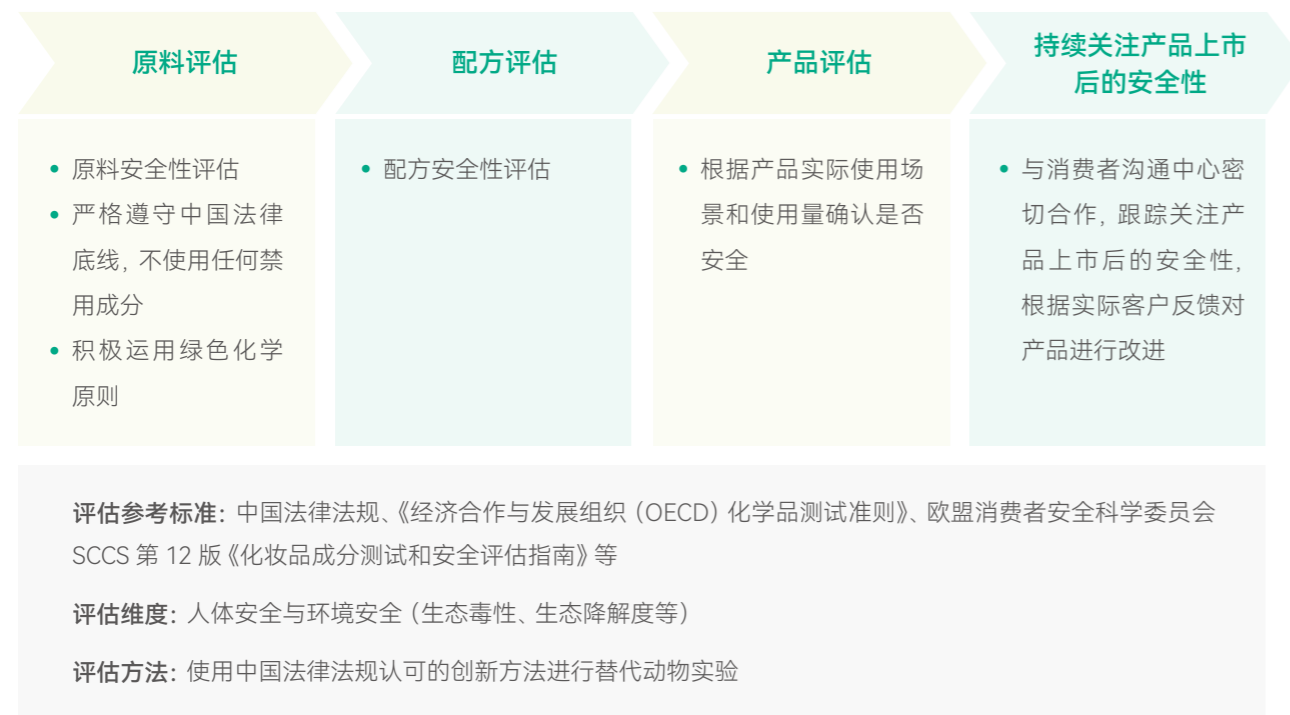 原料评估
配方评估
产品评估
持续关注产品上市
后的安全性
• 原料安全性评估
• 严格遵守中国法律
底线, 不使用任何禁
用成分
• 积极运用绿色化学
原则
• 配方安全性评估
• 根据产品实际使用场
景和使用量确认是否
安全
• 与消费者沟通中心密
切合作, 跟踪关注产
品上市后的安全性,
根据实际客户反馈对
产品进行改进
评估参考标准: 中国法律法规、《经济合作与发展组织（OECD）化学品测试准则》、欧盟消费者安全科学委员会
SCCS 第 12 版《化妆品成分测试和安全评估指南》等
评估维度: 人体安全与环境安全（生态毒性、生态降解度等）
评估方法: 使用中国法律法规认可的创新方法进行替代动物实验